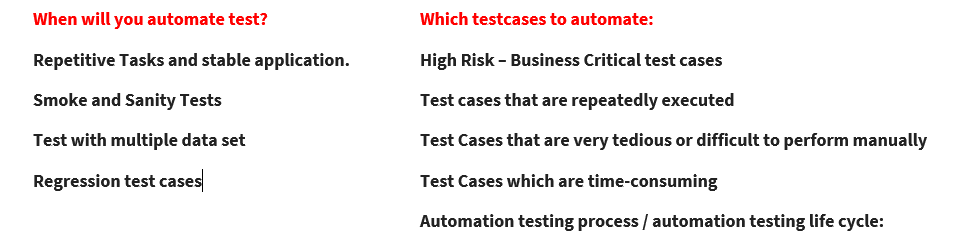 When will you automate test?
Repetitive Tasks and stable application.
Smoke and Sanity Tests
Test with multiple data set
Regression test cases
Which testcases to automate:
High Risk – Business Critical test cases
Test cases that are repeatedly executed
Test Cases that are very tedious or difficult to perform manually
Test Cases which are time-consuming
Automation testing process / automation testing life cycle: